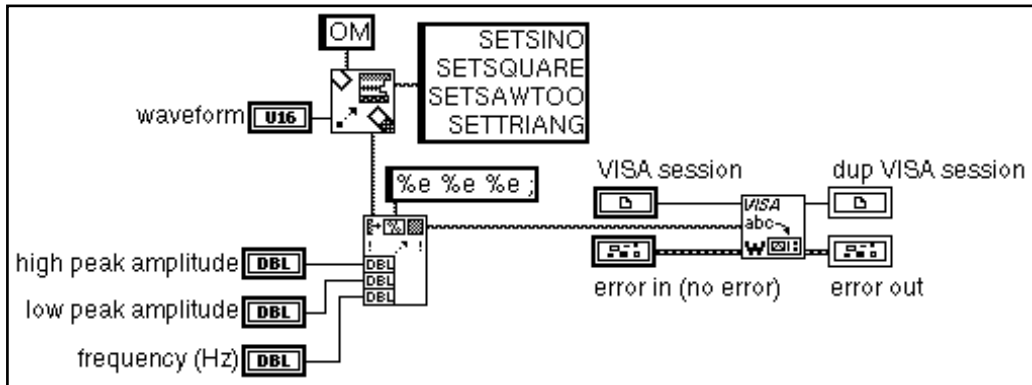 OM
SETSINO
SETSQUARE
SETSAWTOO
SETTRIANG
waveform
U16
%e %e %e ;
VISA session
dup VISA session
VISA
abc
W
%
! !
high peak amplitude DBL
DBL
low peak amplitude DBL
DBL
frequency (Hz) DBL
DBL
error in (no error)
error out